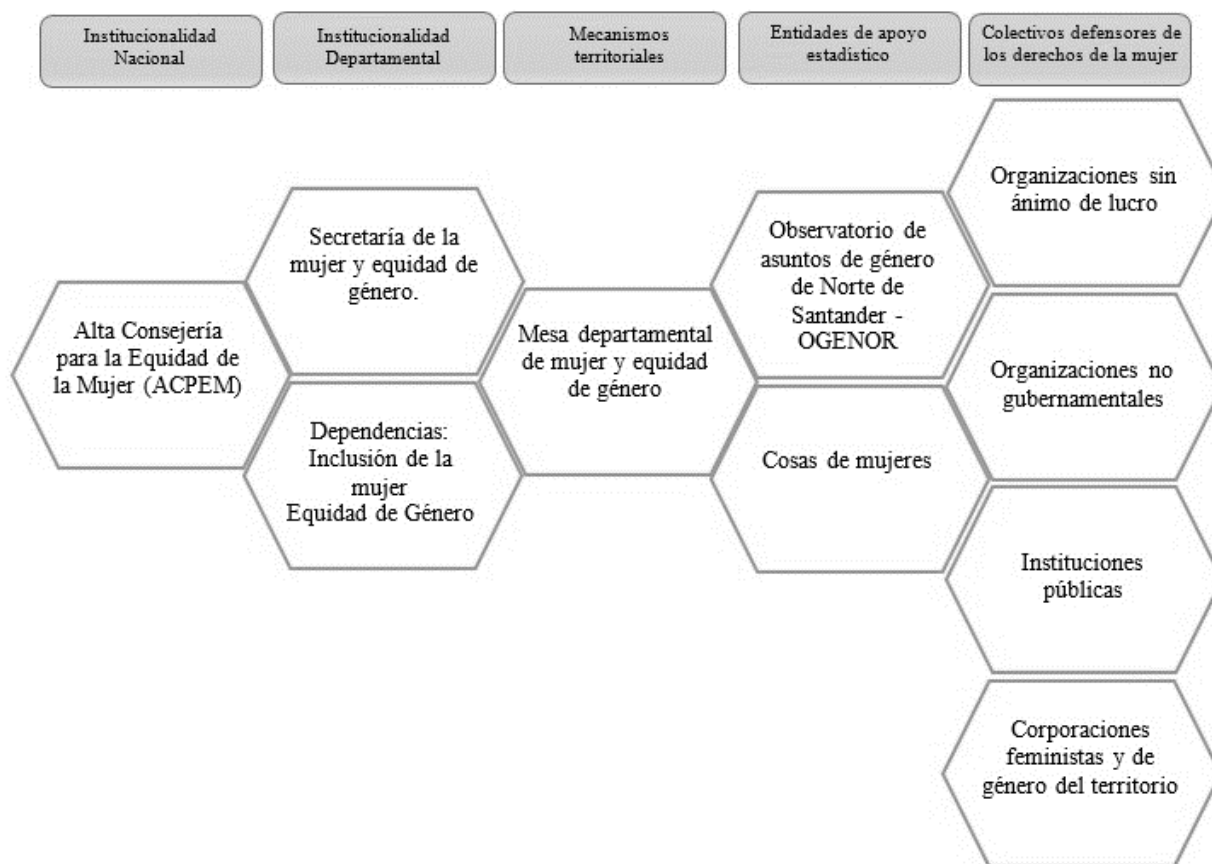 Institucionalidad
Nacional
Institucionalidad
Departamental
Mecanismos
territoriales
Entidades de apoyo
estadístico
Colectivos defensores de
los derechos de la mujer
Alta Consejería
para la Equidad de
la Mujer (ACPEM)
Secretaría de la
mujer y equidad de
género.
Dependencias:
Inclusión de la
mujer
Equidad de Género
Mesa departamental
de mujer y equidad
de género
Observatorio de
asuntos de género
de Norte de
Santander -
OGENOR
Cosas de mujeres
Organizaciones sin
ánimo de lucro
Organizaciones no
gubernamentales
Instituciones
públicas
Corporaciones
feministas y de
género del territorio